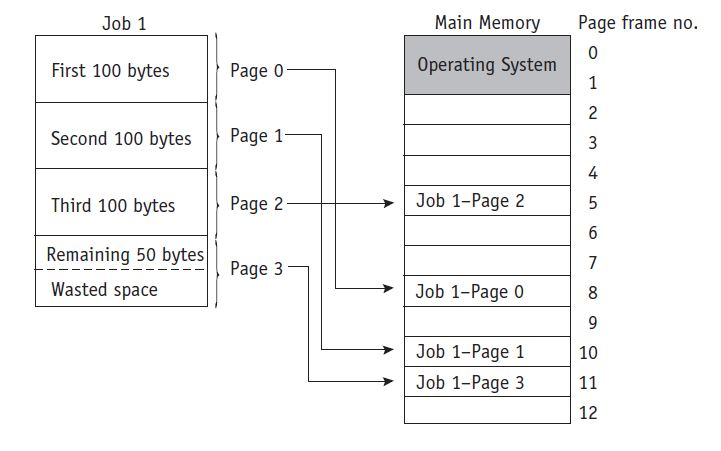 Job 1
First 100 bytes
Second 100 bytes
Third 100 bytes
Remaining 50 bytes
Wasted space
Page 0
Page 1
Page 2
Page 3
Main Memory
Operating System
Job 1–Page 2
Job 1–Page 0
Job 1–Page 1
Job 1–Page 3
Page frame no.
0
1
2
3
4
5
6
7
8
9
10
11
12